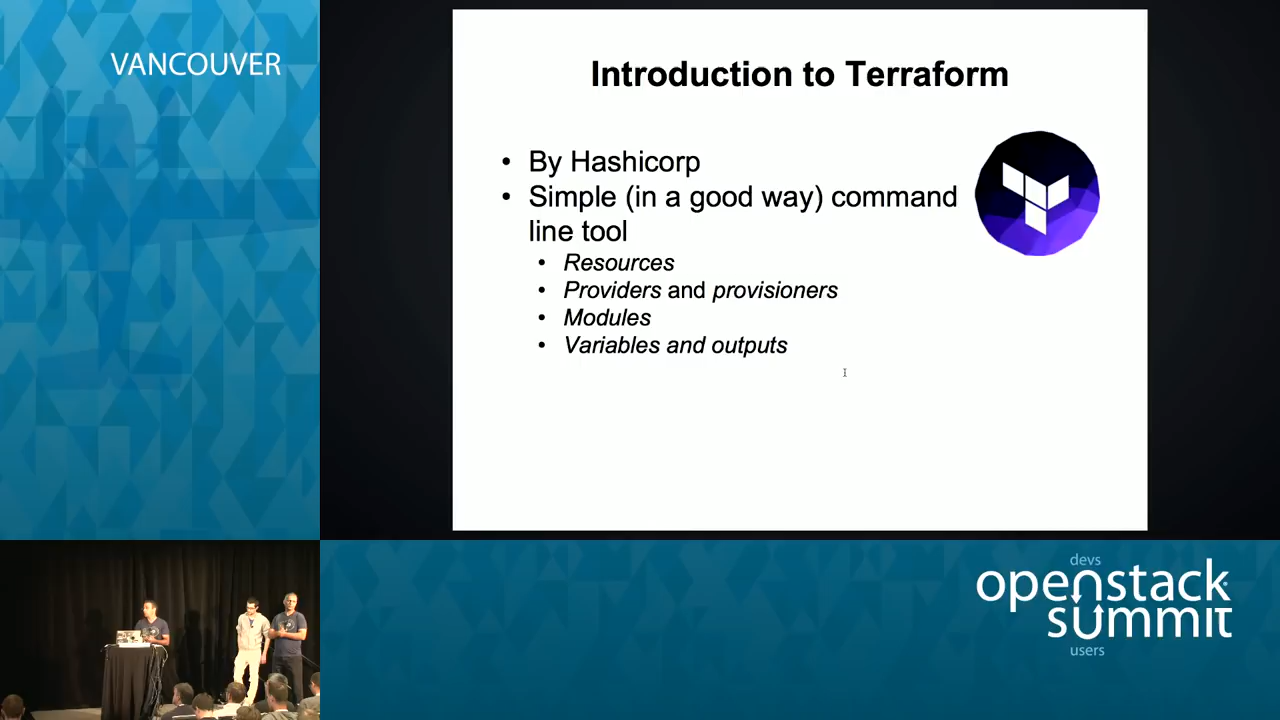 VANCOUVER
Introduction to Terraform
• By Hashicorp
• Simple (in a good way) command
line tool
• Resources
• Providers and provisioners
• Modules
• Variables and outputs
devs
openstack
summit
users